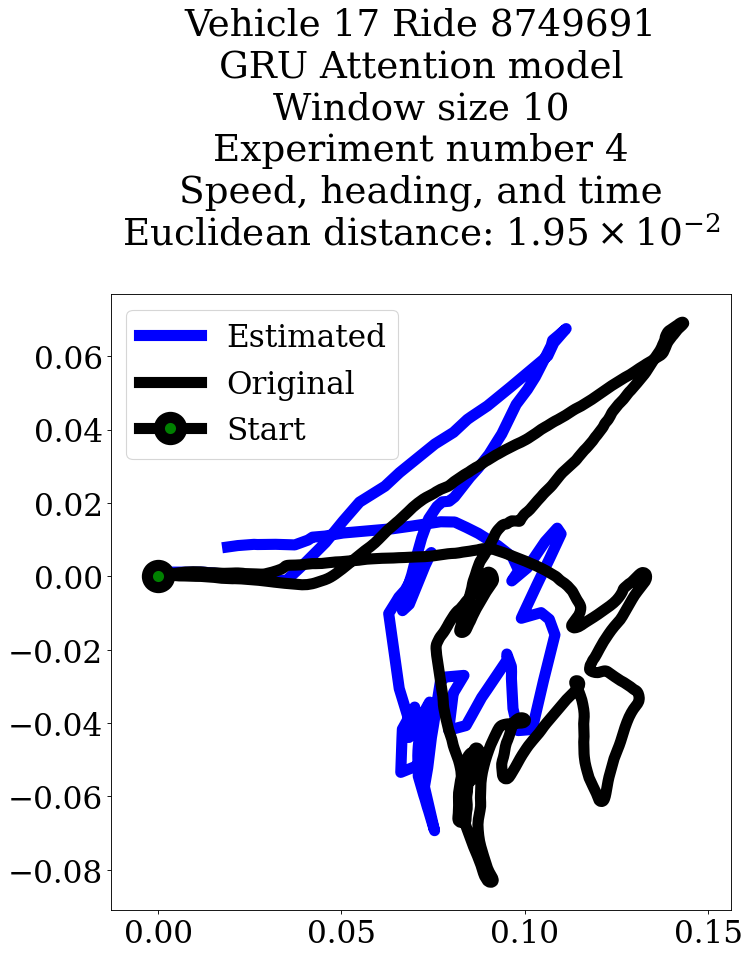 Vehicle 17 Ride 8749691
GRU Attention model
Window size 10
Experiment number 4
Speed, heading, and time
Euclidean distance: 1.95 × 10⁻²
Estimated
Original
Start
0.06
0.04
0.02
0.00
−0.02
−0.04
−0.06
−0.08
0.00 0.05 0.10 0.15